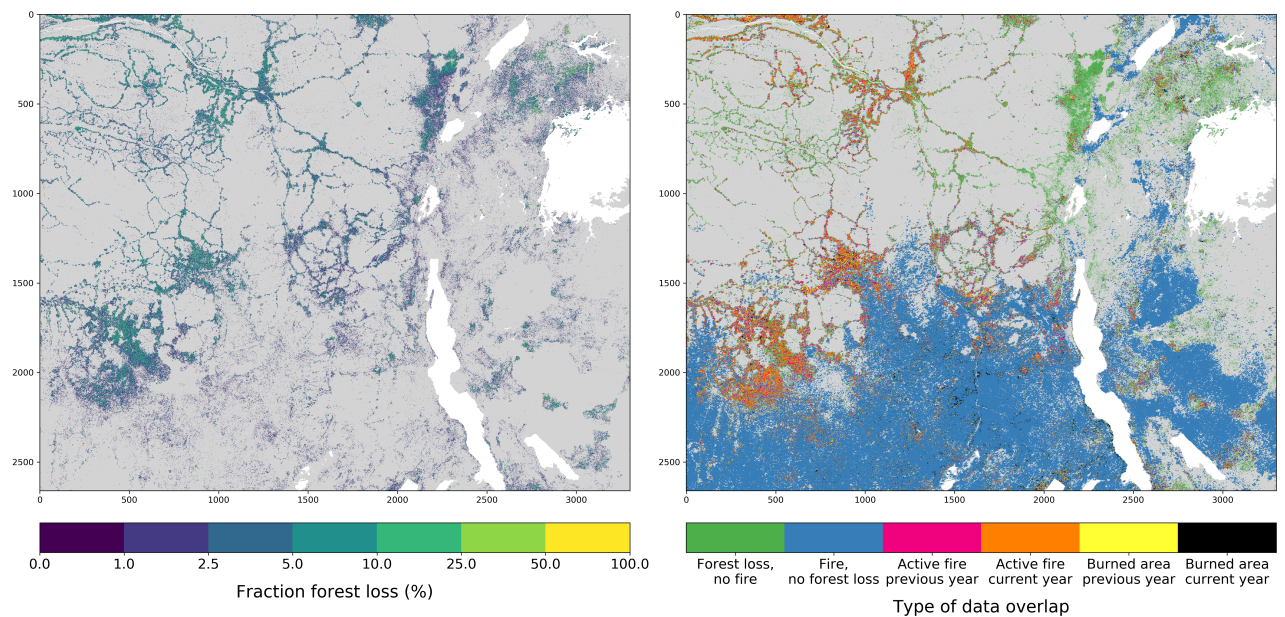 0
500
1000
1500
2000
2500
0 500 1000 1500 2000 2500 3000
0.0 1.0 2.5 5.0 10.0 25.0 50.0 100.0
Fraction forest loss (%)
0
500
1000
1500
2000
2500
0 500 1000 1500 2000 2500 3000
Forest loss, no fire
Fire, no forest loss
Active fire previous year
Active fire current year
Burned area previous year
Burned area current year
Type of data overlap